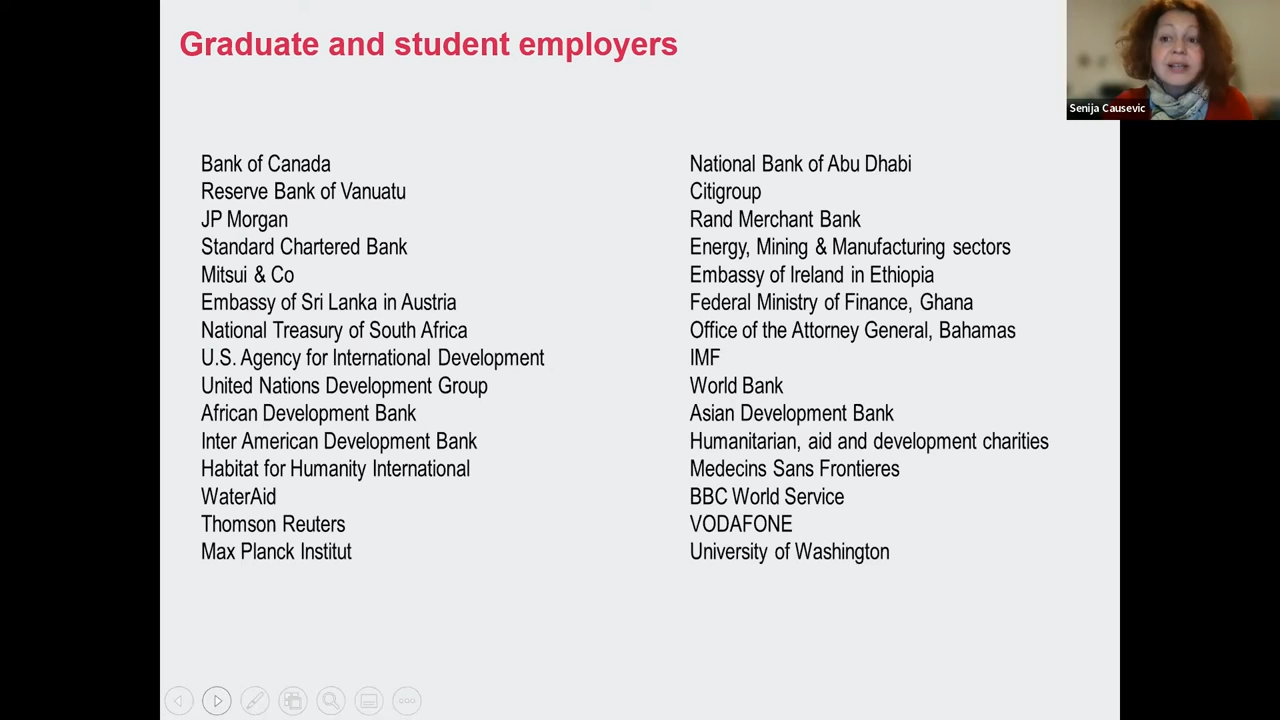 Graduate and student employers
Senija Causevic
Bank of Canada
Reserve Bank of Vanuatu
JP Morgan
Standard Chartered Bank
Mitsui & Co
Embassy of Sri Lanka in Austria
National Treasury of South Africa
U.S. Agency for International Development
United Nations Development Group
African Development Bank
Inter American Development Bank
Habitat for Humanity International
WaterAid
Thomson Reuters
Max Planck Institut
National Bank of Abu Dhabi
Citigroup
Rand Merchant Bank
Energy, Mining & Manufacturing sectors
Embassy of Ireland in Ethiopia
Federal Ministry of Finance, Ghana
Office of the Attorney General, Bahamas
IMF
World Bank
Asian Development Bank
Humanitarian, aid and development charities
Medecins Sans Frontieres
BBC World Service
VODAFONE
University of Washington